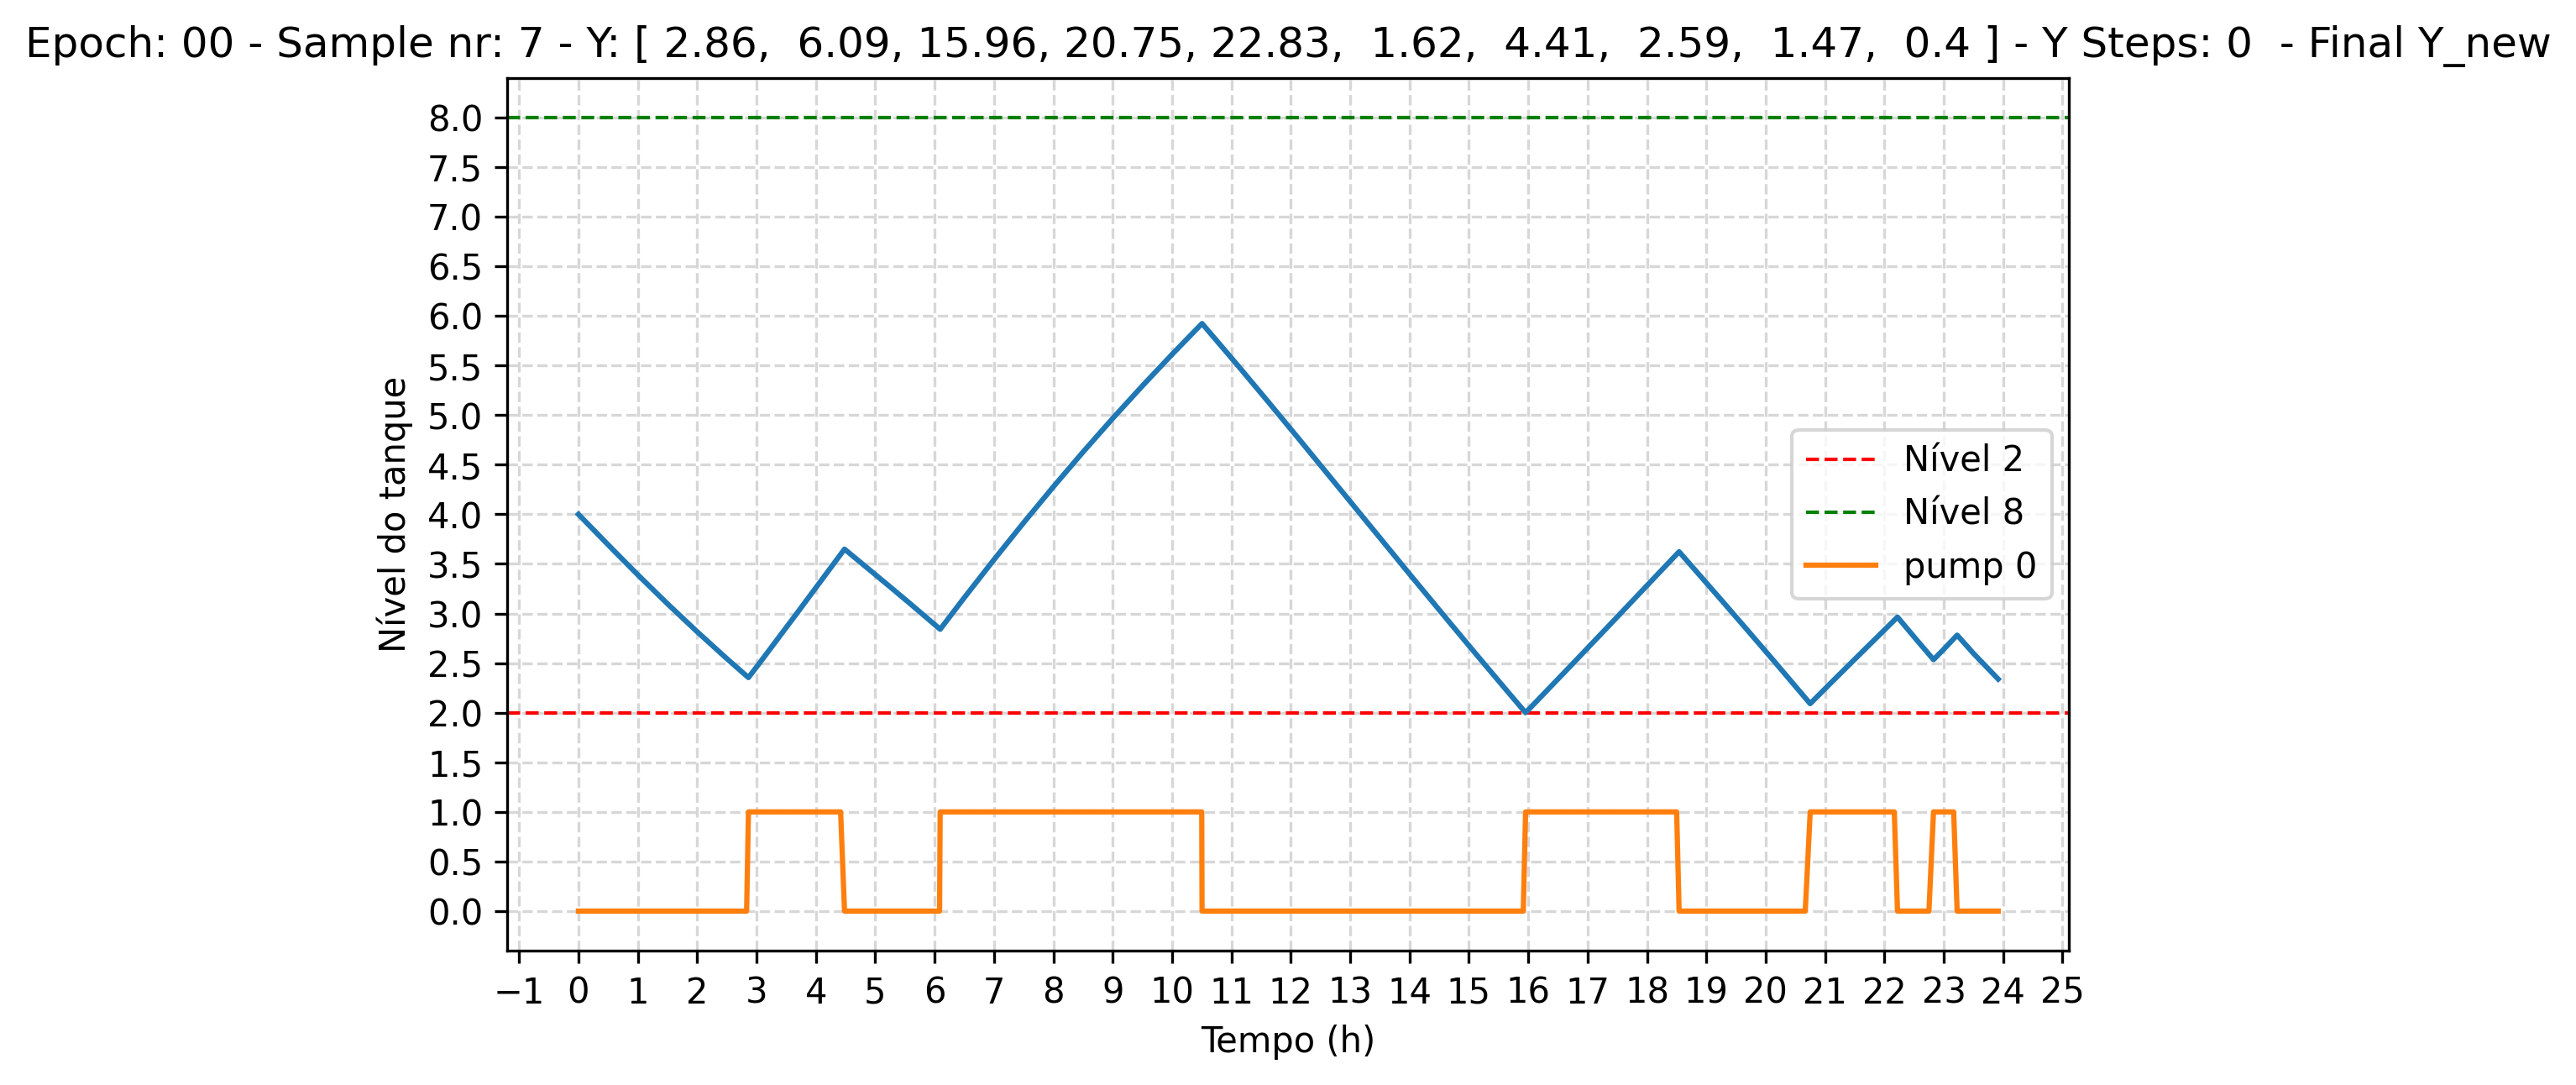 Epoch: 00 - Sample nr: 7 - Y: [ 2.86,  6.09, 15.96, 20.75, 22.83,  1.62,  4.41,  2.59,  1.47,  0.4 ] - Y Steps: 0  - Final Y_new
Nível do tanque
8.0
7.5
7.0
6.5
6.0
5.5
5.0
4.5
4.0
3.5
3.0
2.5
2.0
1.5
1.0
0.5
0.0
Nível 2
Nível 8
pump 0
−1 0 1 2 3 4 5 6 7 8 9 10 11 12 13 14 15 16 17 18 19 20 21 22 23 24 25
Tempo (h)